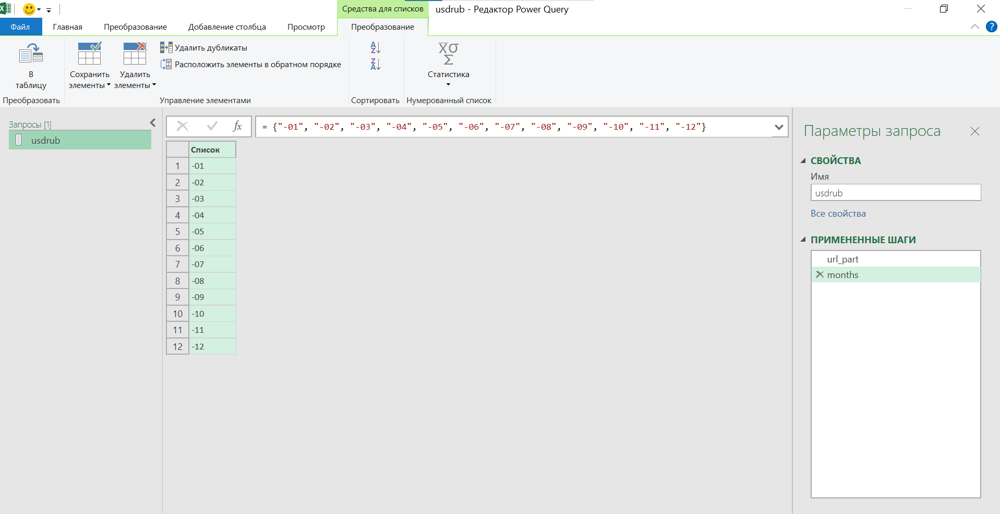 Средства для списков
usdrub - Редактор Power Query
Файл
Главная
Преобразование
Добавление столбца
Просмотр
Преобразование
?
В
таблицу
Преобразовать
Сохранить
элементы
Удалить
элементы
Удалить дубликаты
Расположить элементы в обратном порядке
Управление элементами
Сортировать
Статистика
Нумерованный список
Запросы [1]
usdrub
fx
= {"-01", "-02", "-03", "-04", "-05", "-06", "-07", "-08", "-09", "-10", "-11", "-12"}
Список
1 -01
2 -02
3 -03
4 -04
5 -05
6 -06
7 -07
8 -08
9 -09
10 -10
11 -11
12 -12
Параметры запроса
СВОЙСТВА
Имя
usdrub
Все свойства
ПРИМЕНЕННЫЕ ШАГИ
url_part
months